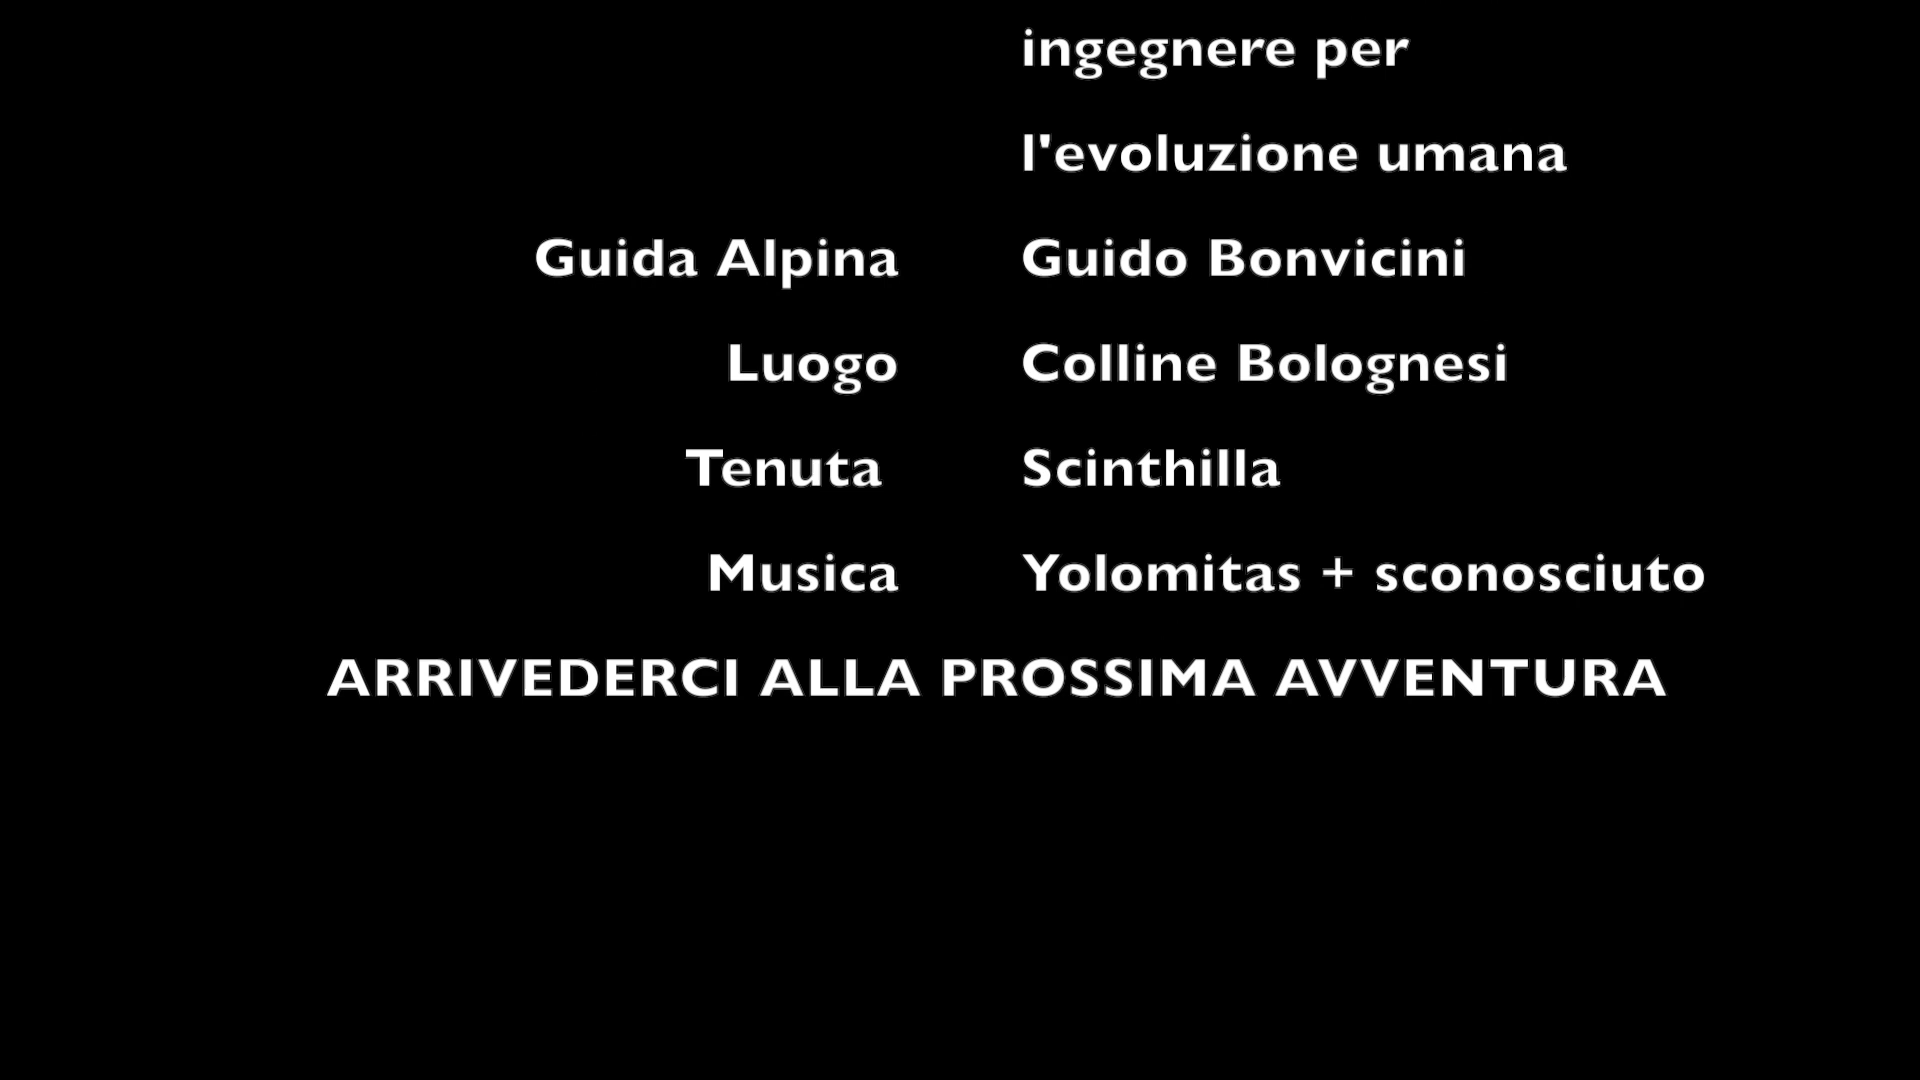 ingegnere per
l'evoluzione umana
Guida Alpina Guido Bonvicini
Luogo Colline Bolognesi
Tenuta Scinthilla
Musica Yolomitas + sconosciuto
ARRIVEDERCI ALLA PROSSIMA AVVENTURA